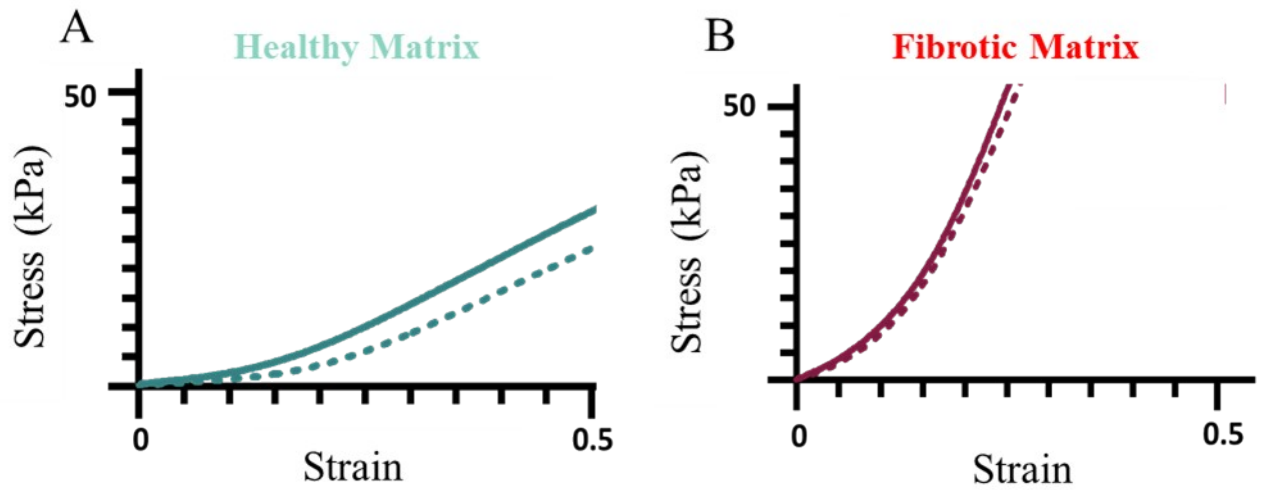 A
Healthy Matrix
50
Stress (kPa)
0
0.5
Strain
B
Fibrotic Matrix
50
Stress (kPa)
0
0.5
Strain